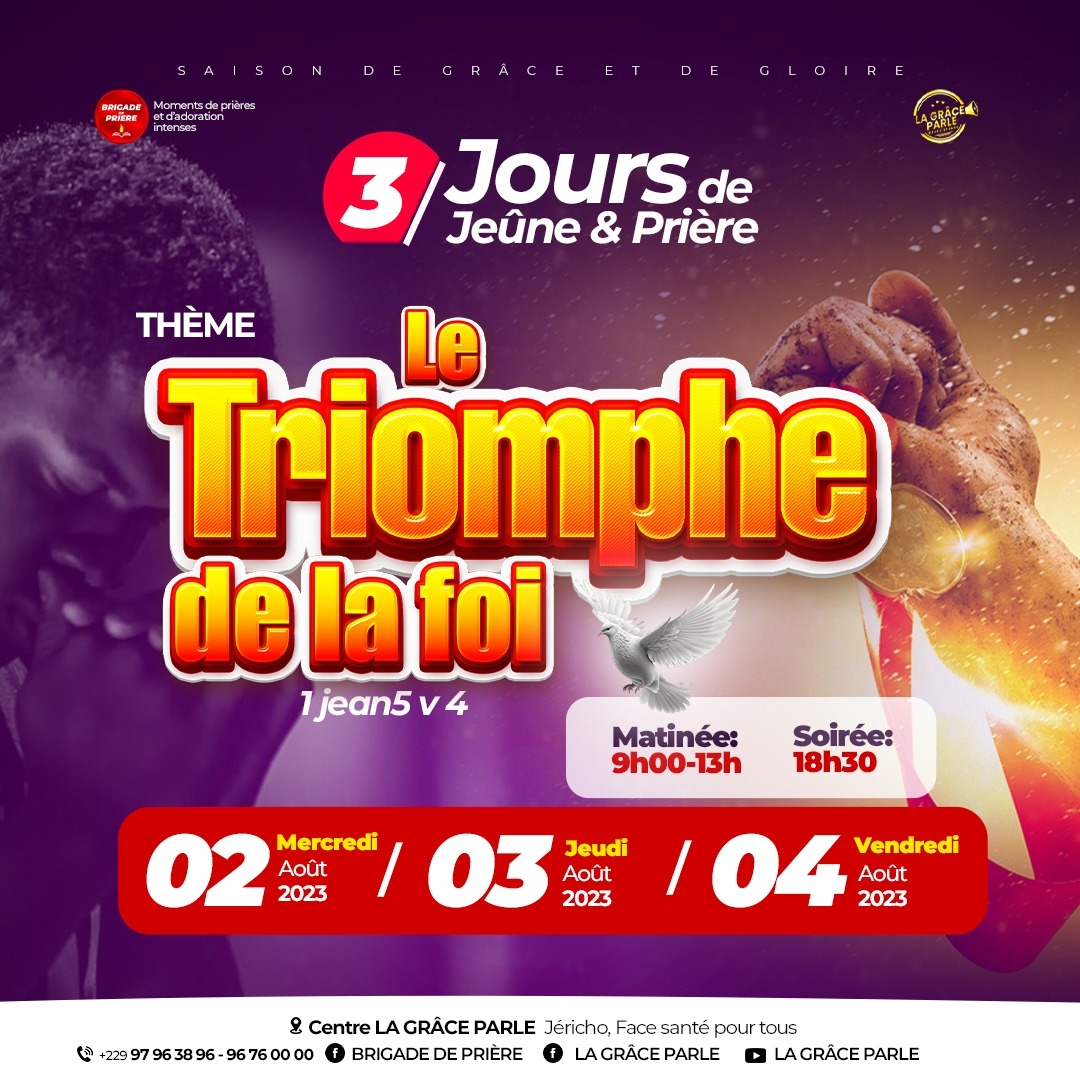 SAISON DE GRÂCE ET DE GLOIRE
BRIGADE
DE
PRIÈRE
Moments de prières
et d'adoration
intenses
LA GRÂCE
PARLE
3/Jours de
Jeûne & Prière
THÈME
Le
Triomphe
de la foi
1 jean5 v 4
Matinée:
9h00-13h
Soirée:
18h30
02 Mercredi
Août
2023
/
03 Jeudi
Août
2023
/
04 Vendredi
Août
2023
Centre LA GRÂCE PARLE Jéricho, Face santé pour tous
+229 97 96 38 96 - 96 76 00 00 BRIGADE DE PRIÈRE LA GRÂCE PARLE LA GRÂCE PARLE